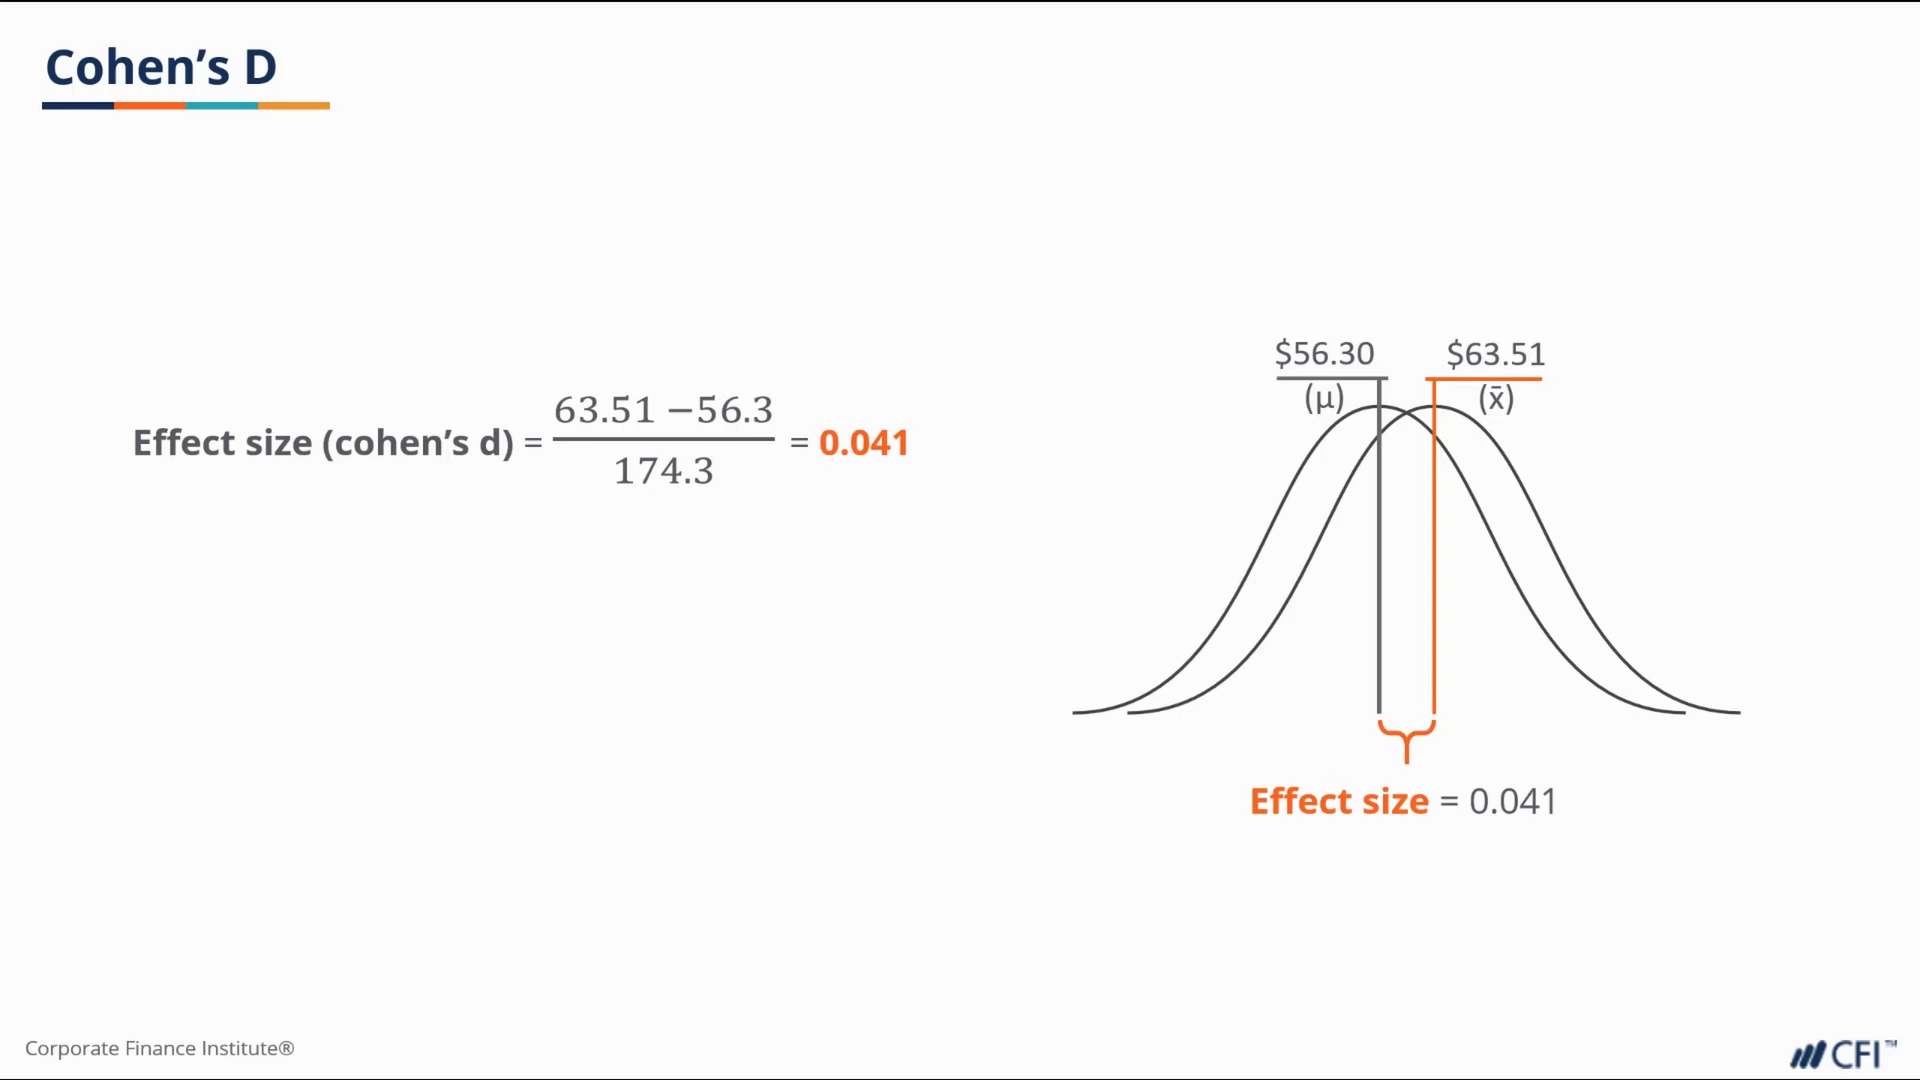 Cohen’s D
Effect size (cohen’s d) = 63.51 −56.3 / 174.3 = 0.041
$56.30 $63.51
(μ) (x̄)
Effect size = 0.041
Corporate Finance Institute®
CFI™